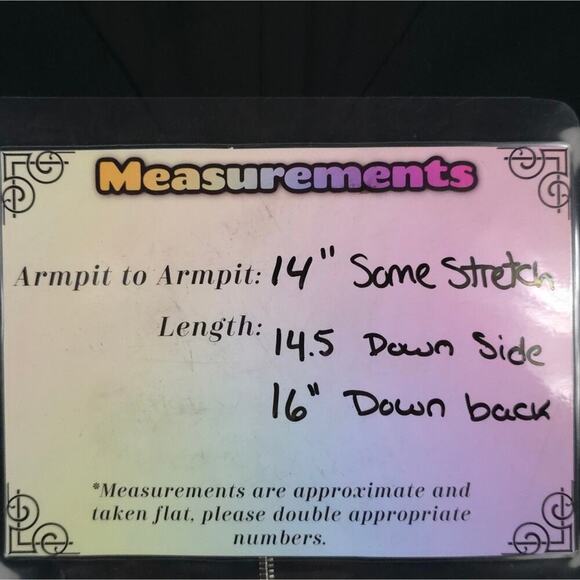 Measurements
Armpit to Armpit: 14" Some Stretch
Length: 14.5 Down Side
16" Down back
*Measurements are approximate and
taken flat, please double appropriate
numbers.